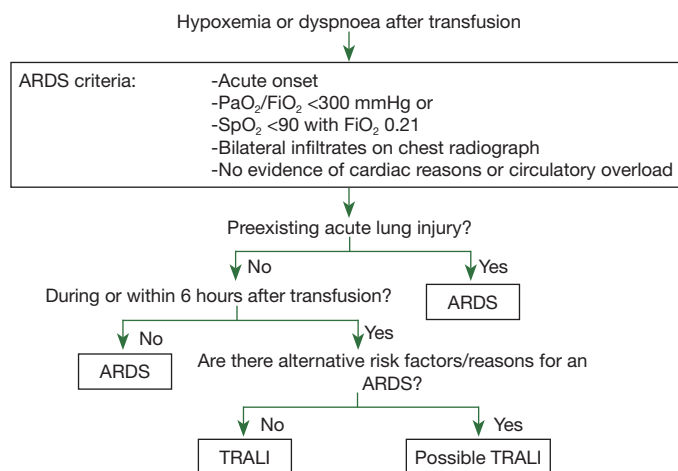 Hypoxemia or dyspnoea after transfusion
ARDS criteria: -Acute onset
-PaO₂/FiO₂ <300 mmHg or
-SpO₂ <90 with FiO₂ 0.21
-Bilateral infiltrates on chest radiograph
-No evidence of cardiac reasons or circulatory overload
Preexisting acute lung injury?
No Yes
During or within 6 hours after transfusion? ARDS
No Yes
ARDS Are there alternative risk factors/reasons for an
ARDS?
No Yes
TRALI Possible TRALI